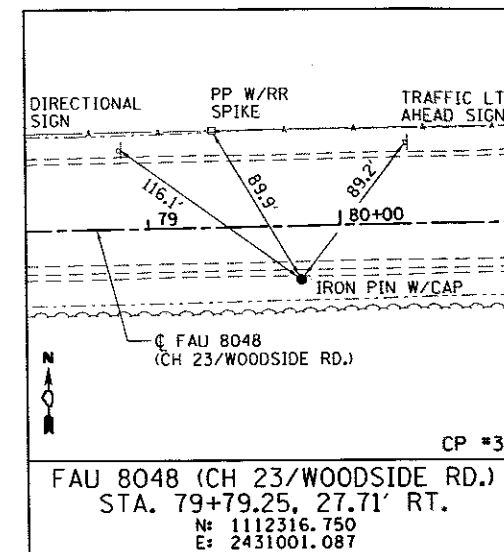 DIRECTIONAL
SIGN
PP W/RR
SPIKE
TRAFFIC LT
AHEAD SIGN
116.1'
89.9'
89.2'
79
80+00
IRON PIN W/CAP
℄ FAU 8048
(CH 23/WOODSIDE RD.)
N
CP #3
FAU 8048 (CH 23/WOODSIDE RD.)
STA. 79+79.25, 27.71' RT.
N: 1112316.750
E: 2431001.087